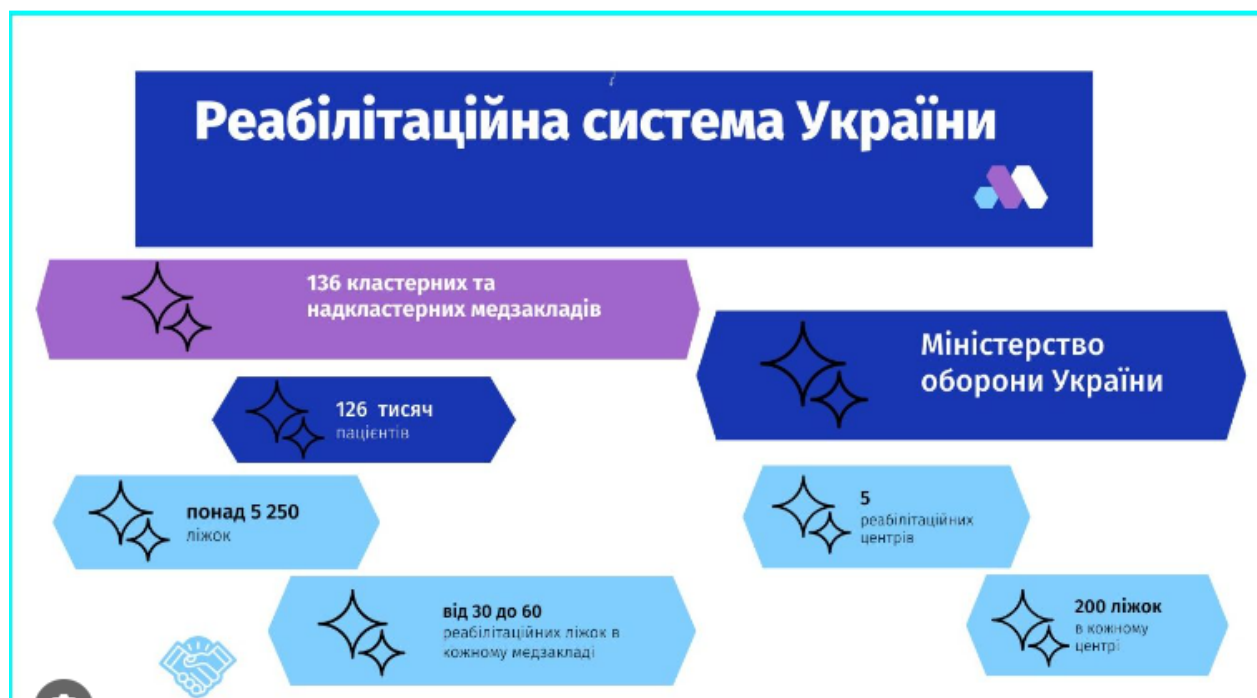 Реабілітаційна система України
136 кластерних та
надкластерних медзакладів
126 тисяч
пацієнтів
понад 5 250
ліжок
від 30 до 60
реабілітаційних ліжок в
кожному медзакладі
Міністерство
оборони України
5
реабілітаційних
центрів
200 ліжок
в кожному
центрі